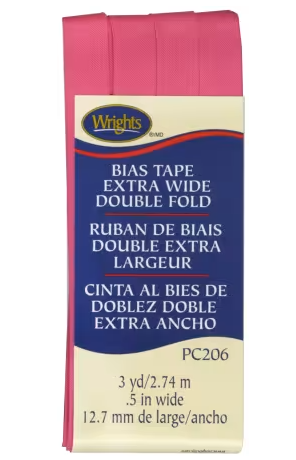 Wrights
®IMD
BIAS TAPE
EXTRA WIDE
DOUBLE FOLD
RUBAN DE BIAIS
DOUBLE EXTRA
LARGEUR
CINTA AL BIES DE
DOBLEZ DOBLE
EXTRA ANCHO
PC206
3 yd/2.74 m
.5 in wide
12.7 mm de large/ancho